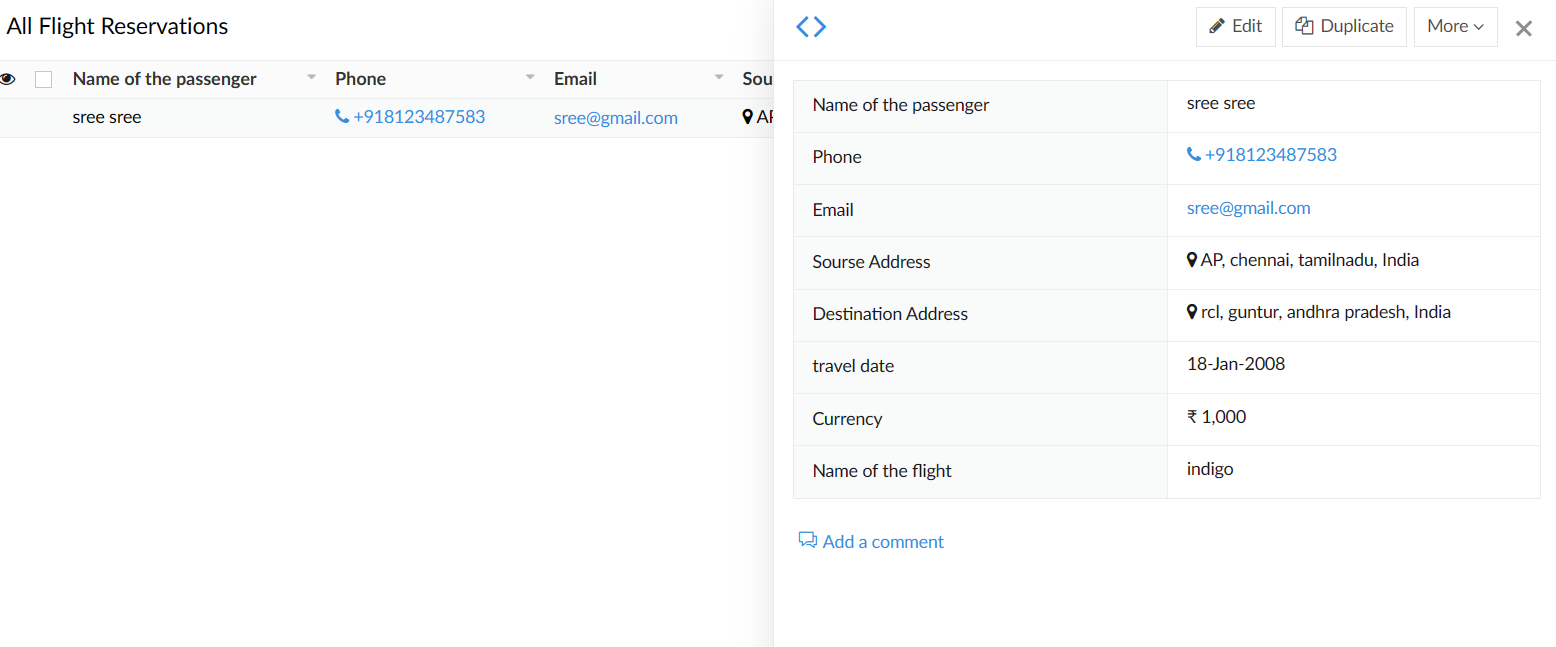 All Flight Reservations
Edit Duplicate More
Name of the passenger Phone Email Sou
sree sree +918123487583 sree@gmail.com AP
Name of the passenger sree sree
Phone +918123487583
Email sree@gmail.com
Sourse Address AP, chennai, tamilnadu, India
Destination Address rcl, guntur, andhra pradesh, India
travel date 18-Jan-2008
Currency ₹ 1,000
Name of the flight indigo
Add a comment